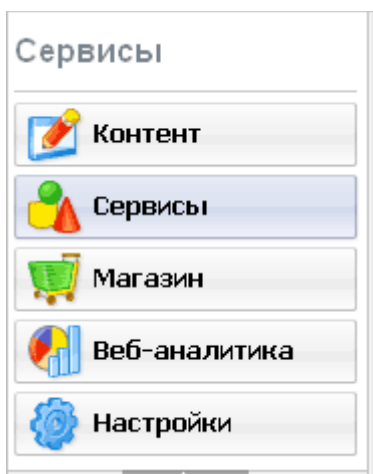 Сервисы
Контент
Сервисы
Магазин
Веб-аналитика
Настройки